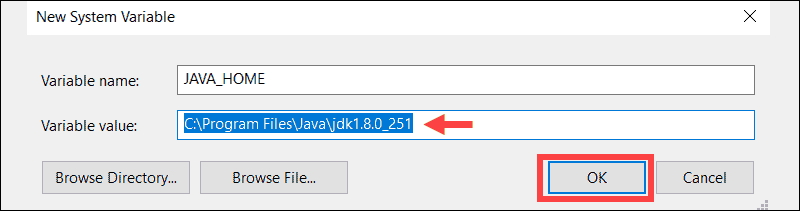 New System Variable
Variable name: JAVA_HOME
Variable value: C:\Program Files\Java\jdk1.8.0_251
Browse Directory... Browse File... OK Cancel